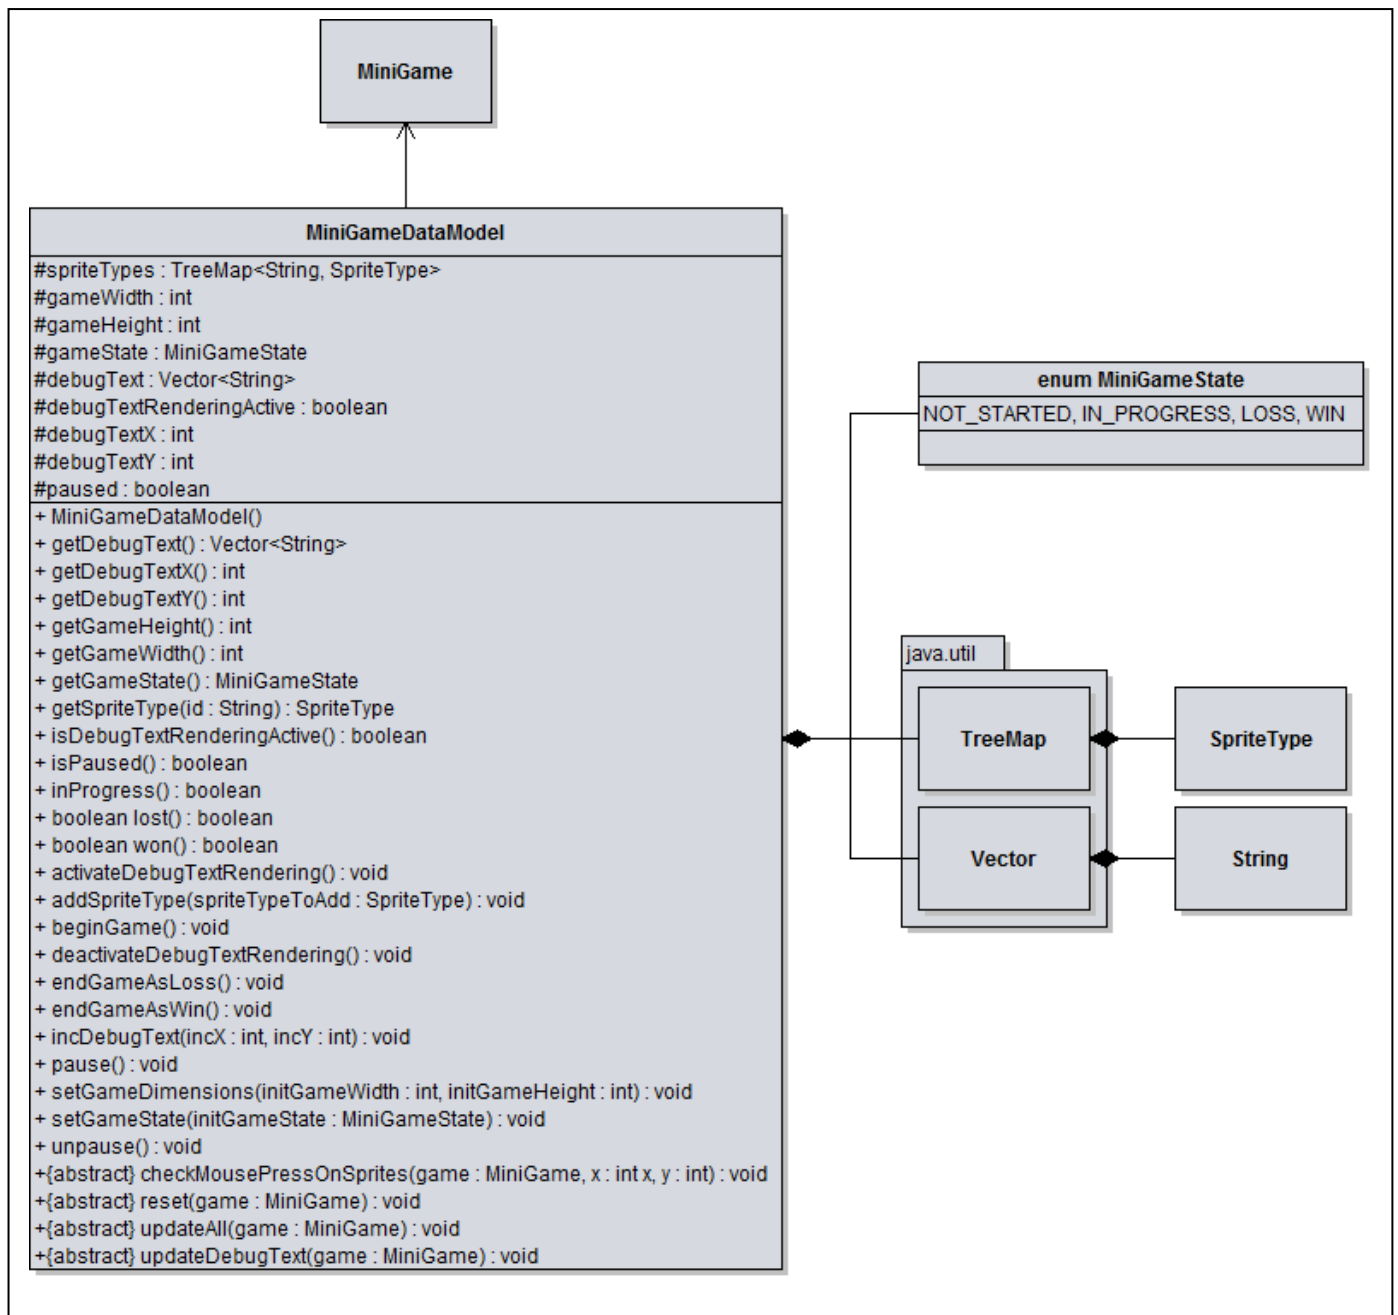 MiniGame
MiniGameDataModel
#spriteTypes : TreeMap<String, SpriteType>
#gameWidth : int
#gameHeight : int
#gameState : MiniGameState
#debugText : Vector<String>
#debugTextRenderingActive : boolean
#debugTextX : int
#debugTextY : int
#paused : boolean
+ MiniGameDataModel()
+ getDebugText() : Vector<String>
+ getDebugTextX() : int
+ getDebugTextY() : int
+ getGameHeight() : int
+ getGameWidth() : int
+ getGameState() : MiniGameState
+ getSpriteType(id : String) : SpriteType
+ isDebugTextRenderingActive() : boolean
+ isPaused() : boolean
+ inProgress() : boolean
+ boolean lost() : boolean
+ boolean won() : boolean
+ activateDebugTextRendering() : void
+ addSpriteType(spriteTypeToAdd : SpriteType) : void
+ beginGame() : void
+ deactivateDebugTextRendering() : void
+ endGameAsLoss() : void
+ endGameAsWin() : void
+ incDebugText(incX : int, incY : int) : void
+ pause() : void
+ setGameDimensions(initGameWidth : int, initGameHeight : int) : void
+ setGameState(initGameState : MiniGameState) : void
+ unpause() : void
+{abstract} checkMousePressOnSprites(game : MiniGame, x : int x, y : int) : void
+{abstract} reset(game : MiniGame) : void
+{abstract} updateAll(game : MiniGame) : void
+{abstract} updateDebugText(game : MiniGame) : void
enum MiniGameState
NOT_STARTED, IN_PROGRESS, LOSS, WIN
java.util
TreeMap
SpriteType
Vector
String